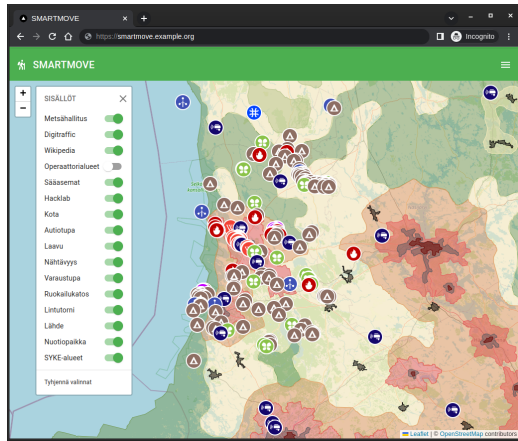 SMARTMOVE
https://smartmove.example.org
Incognito
SMARTMOVE
SISÄLLÖT
Metsähallitus
Digitraffic
Wikipedia
Operaattorialueet
Sääasemat
Hacklab
Kota
Autiotupa
Laavu
Nähtävyys
Varaustupa
Ruokailukatos
Lintutorni
Lähde
Nuotiopaikka
SYKE-alueet
Tyhjennä valinnat
Leaflet | © OpenStreetMap contributors